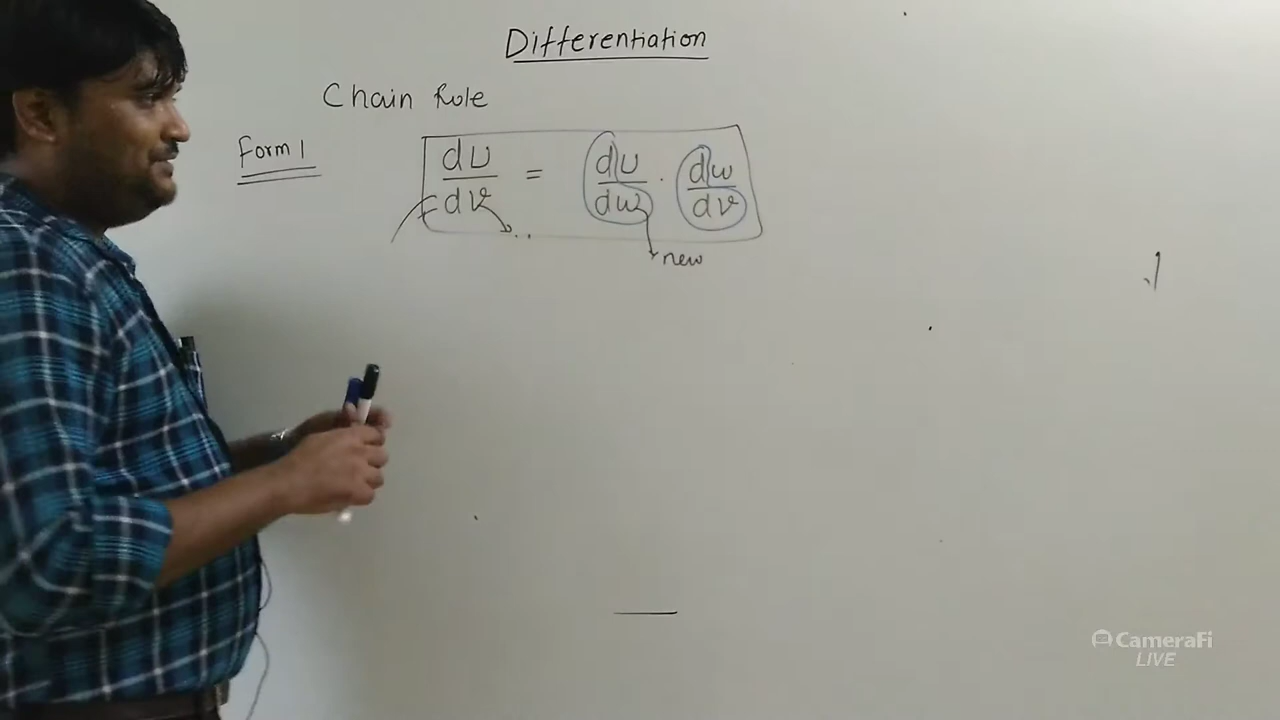 Differentiation
Chain Rule
Form 1
dU/dV = dU/dw . dw/dV
new
CameraFi
LIVE